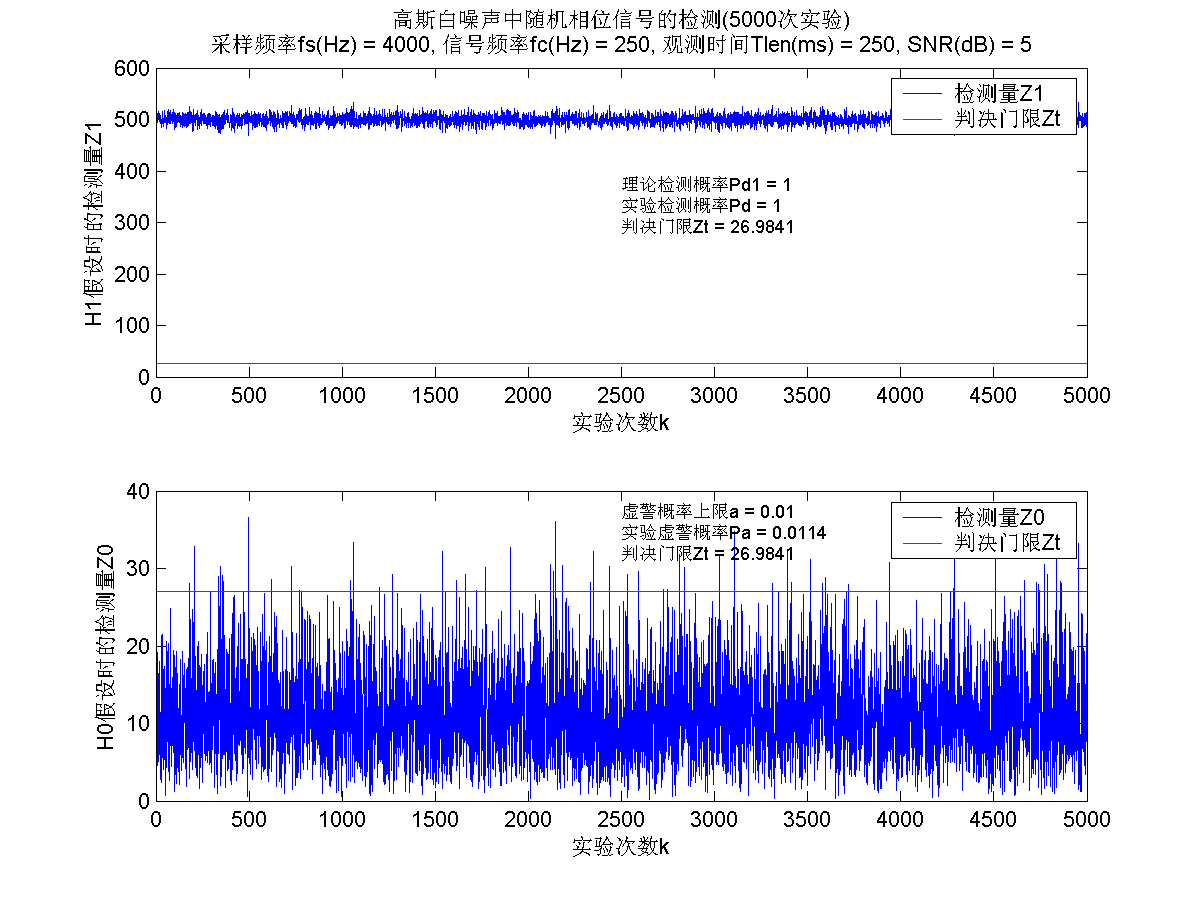 高斯白噪声中随机相位信号的检测(5000次实验)
采样频率fs(Hz) = 4000, 信号频率fc(Hz) = 250, 观测时间Tlen(ms) = 250, SNR(dB) = 5
600
500
400
300
200
100
0
H1假设时的检测量Z1
检测量Z1
判决门限Zt
理论检测概率Pd1 = 1
实验检测概率Pd = 1
判决门限Zt = 26.9841
0 500 1000 1500 2000 2500 3000 3500 4000 4500 5000
实验次数k
40
30
20
10
0
H0假设时的检测量Z0
虚警概率上限a = 0.01
实验虚警概率Pa = 0.0114
判决门限Zt = 26.9841
检测量Z0
判决门限Zt
0 500 1000 1500 2000 2500 3000 3500 4000 4500 5000
实验次数k